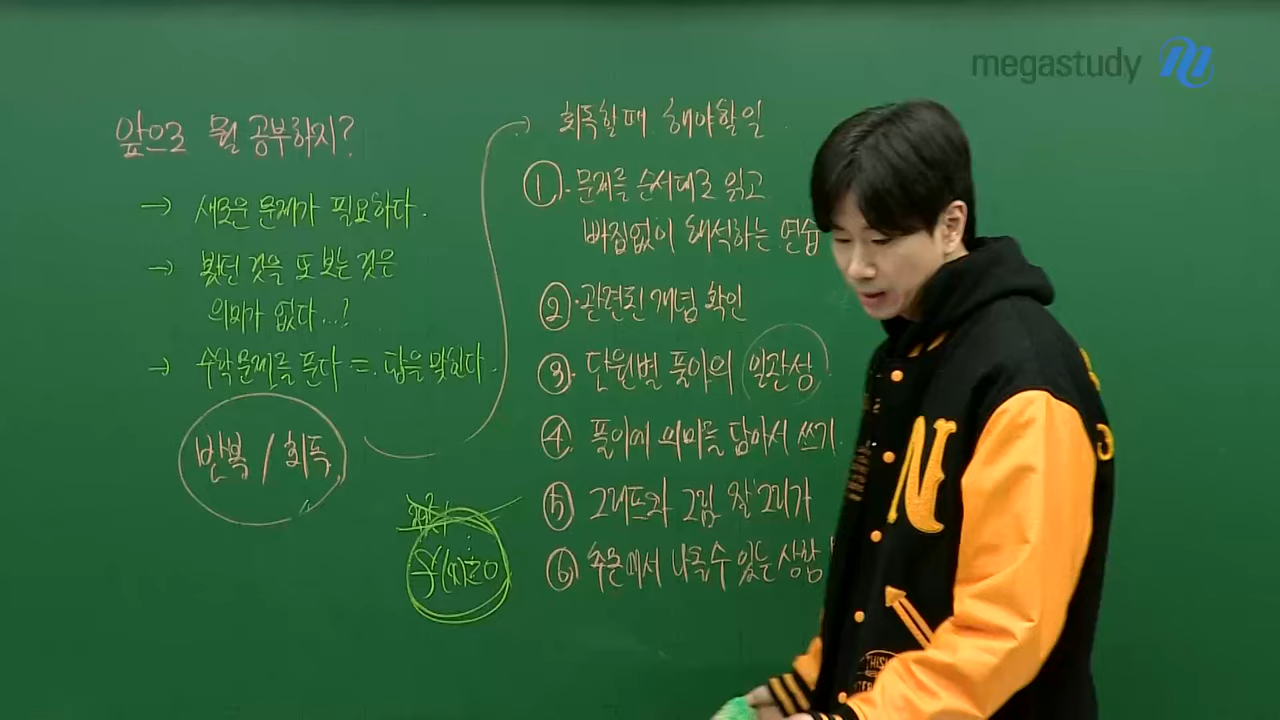 megastudy
앞으로 뭘 공부하지?
→ 새로운 문제가 필요하다.
→ 봤던 것을 또 보는 것은
의미가 없다...?
→ 수학문제를 푼다 = 답을 맞힌다.
반복 / 회독
회독할 때 해야할 일
① 문제를 순서대로 읽고
빠짐없이 해석하는 연습
② 관련된 개념 확인
③ 단원별 풀이의 일관성
④ 풀이에 의미를 담아서 쓰기.
⑤ 그래프와 그림 잘 그리기
⑥ 추론에서 나올 수 있는 상황
N
THIS